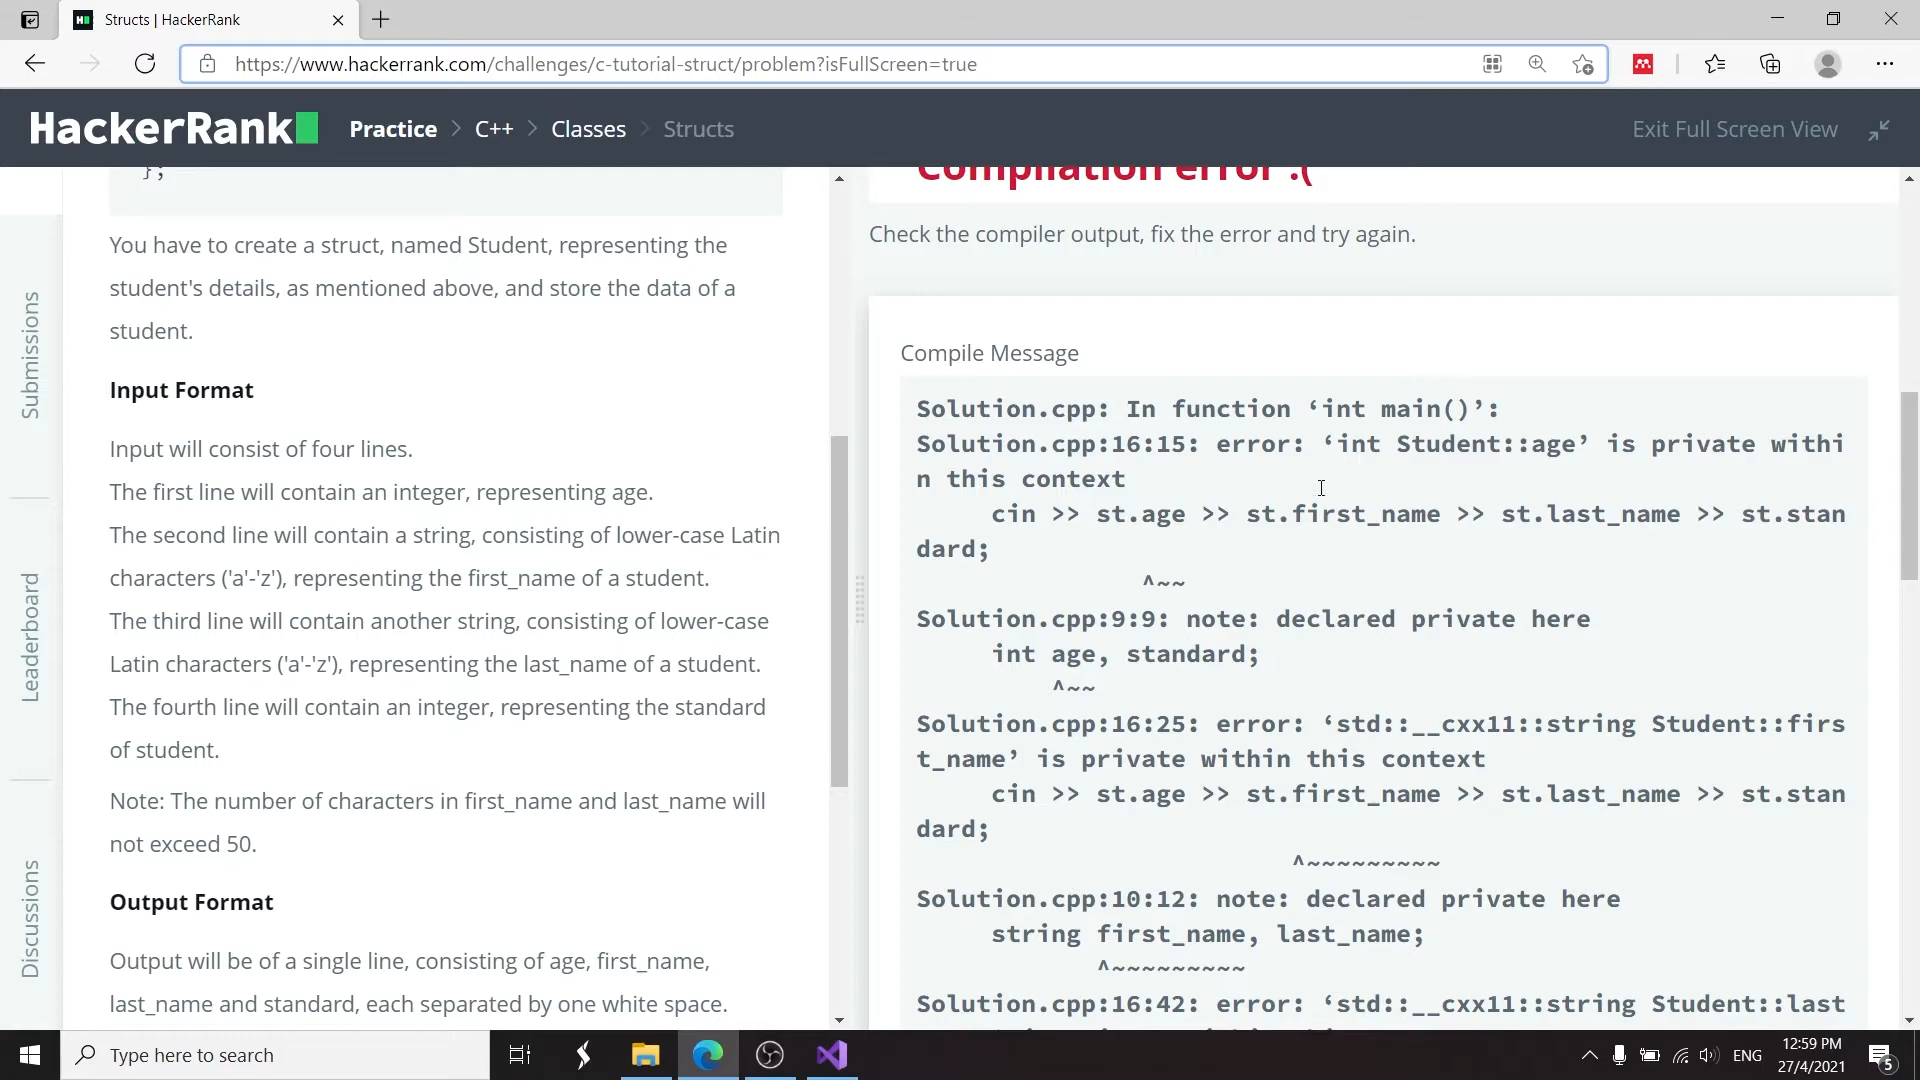 Structs | HackerRank
https://www.hackerrank.com/challenges/c-tutorial-struct/problem?isFullScreen=true
HackerRank
Practice > C++ > Classes > Structs
Exit Full Screen View
};
You have to create a struct, named Student, representing the
student's details, as mentioned above, and store the data of a
student.
Input Format
Input will consist of four lines.
The first line will contain an integer, representing age.
The second line will contain a string, consisting of lower-case Latin
characters ('a'-'z'), representing the first_name of a student.
The third line will contain another string, consisting of lower-case
Latin characters ('a'-'z'), representing the last_name of a student.
The fourth line will contain an integer, representing the standard
of student.
Note: The number of characters in first_name and last_name will
not exceed 50.
Output Format
Output will be of a single line, consisting of age, first_name,
last_name and standard, each separated by one white space.
Submissions
Leaderboard
Discussions
Compilation error :(
Check the compiler output, fix the error and try again.
Compile Message
Solution.cpp: In function ‘int main()’:
Solution.cpp:16:15: error: ‘int Student::age’ is private withi
n this context
cin >> st.age >> st.first_name >> st.last_name >> st.stan
dard;
^~~
Solution.cpp:9:9: note: declared private here
int age, standard;
^~~
Solution.cpp:16:25: error: ‘std::__cxx11::string Student::firs
t_name’ is private within this context
cin >> st.age >> st.first_name >> st.last_name >> st.stan
dard;
^~~~~~~~~~
Solution.cpp:10:12: note: declared private here
string first_name, last_name;
^~~~~~~~~~
Solution.cpp:16:42: error: ‘std::__cxx11::string Student::last
Type here to search
ENG
12:59 PM
27/4/2021
5